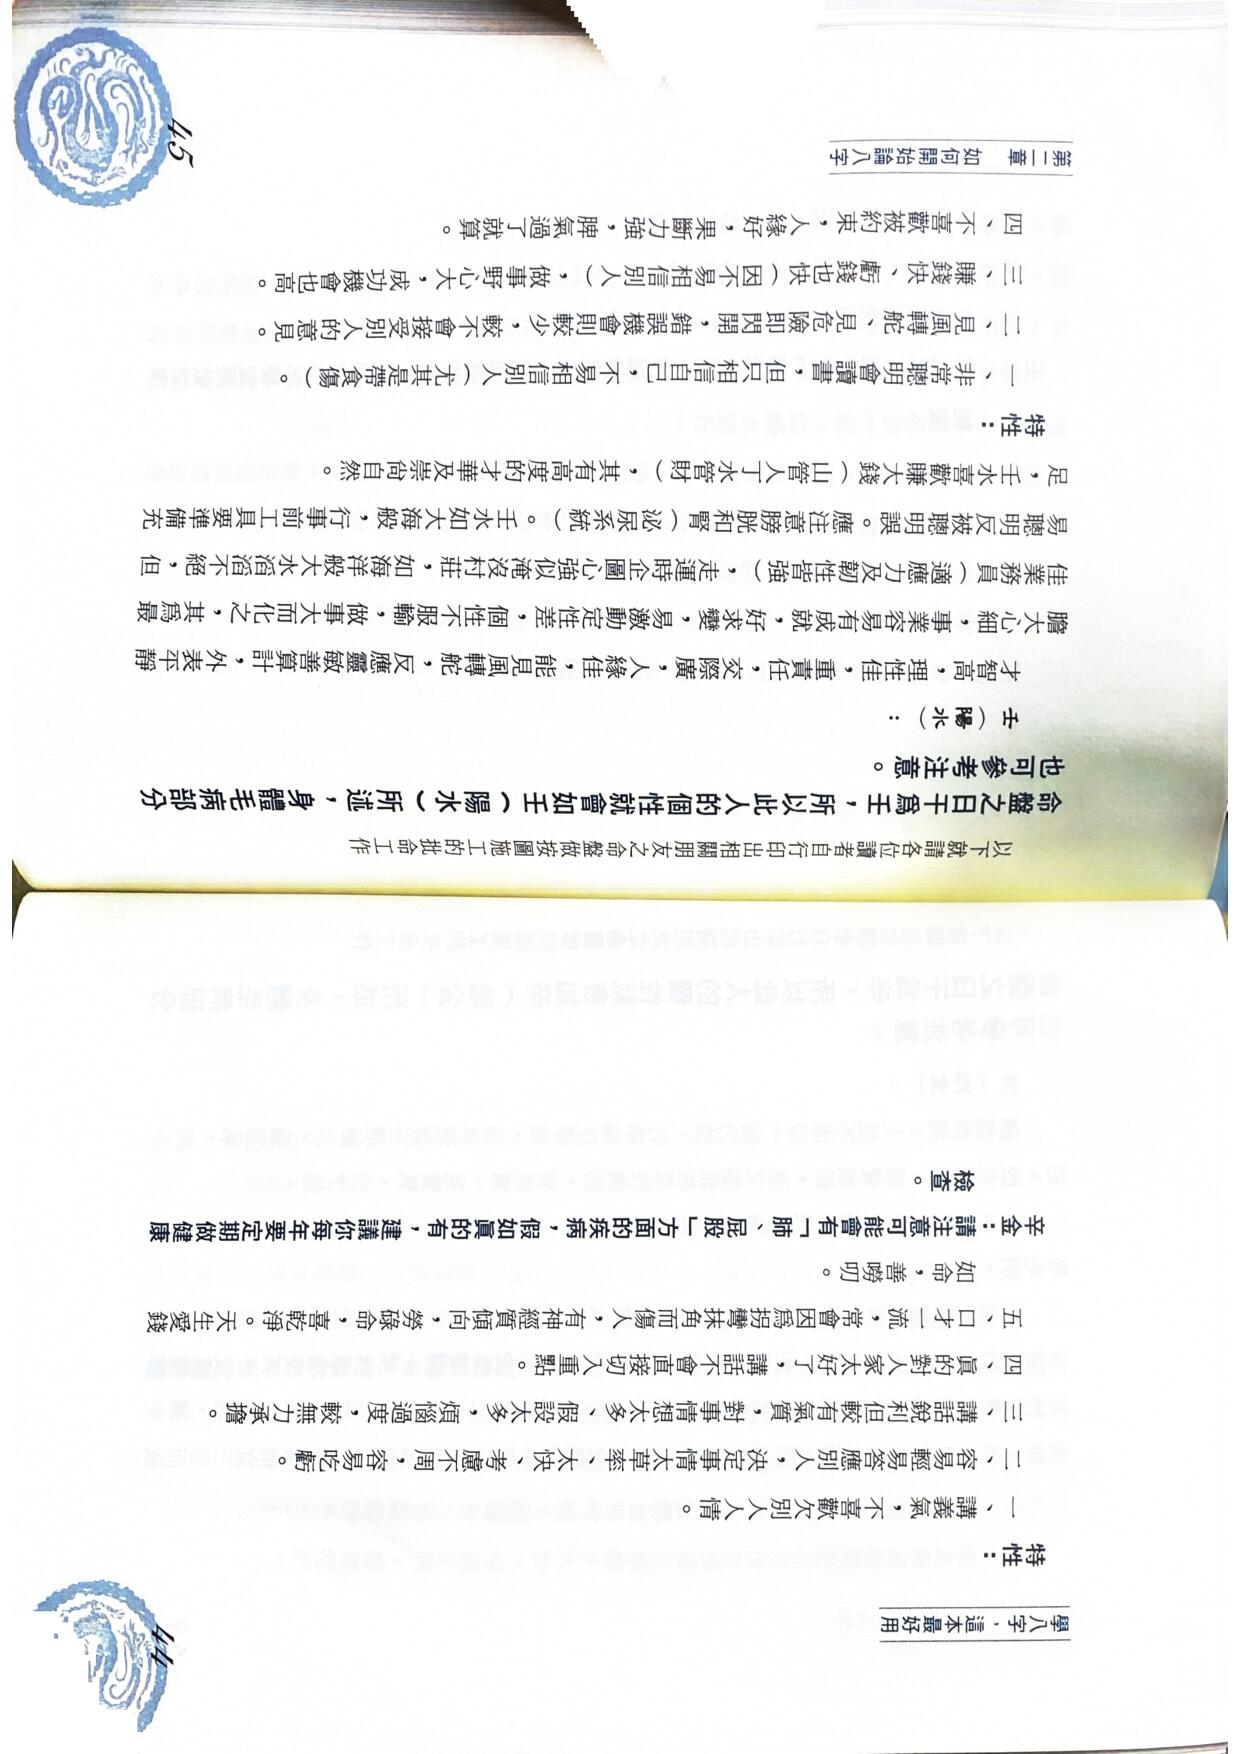 學八字，這本最好用
特性：
一、講義氣，不喜歡欠別人人情。
二、容易輕易答應別人，決定事情太草率、太快、考慮不周，容易吃虧。
三、講話銳利但較有氣質，對事情想太多、假設太多，煩惱過度，較無力承擔。
四、眞的對人家太好了，講話不會直接切入重點。
五、口才一流，常會因爲拐彎抹角而傷人，有神經質傾向，勞碌命，喜乾淨。天生愛錢
如命，善嘮叨。
辛金：請注意可能會有「肺、屁股」方面的疾病，假如眞的有，建議你每年要定期做健康
檢查。
44
以下就請各位讀者自行印出相關朋友之命盤做按圖施工的批命工作
命盤之日干爲壬，所以此人的個性就會如壬（陽水）所述，身體毛病部分
也可參考注意。
壬（陽水）：
才智高，理性佳，重責任，交際廣，人緣佳，能見風轉舵，反應靈敏善算計，外表平靜
膽大心細，事業容易有成就，好求變，易激動定性差，個性不服輸，做事大而化之，其爲最
佳業務員（適應力及韌性皆強），走運時企圖心強似淹沒村莊，如海洋般大水滔滔不絕，但
易聰明反被聰明誤。應注意膀胱和腎（泌尿系統）。壬水如大海般，行事前工具要準備充
足，壬水喜歡賺大錢（山管人丁水管財），其有高度的才華及崇尙自然。
特性：
一、非常聰明會讀書，但只相信自己，不易相信別人（尤其是帶食傷）。
二、見風轉舵、見危險即閃開，錯誤機會則較少，較不會接受別人的意見。
三、賺錢快、虧錢也快（因不易相信別人），做事野心大，成功機會也高。
四、不喜歡被約束，人緣好，果斷力強，脾氣過了就算。
第二章　如何開始論八字
45